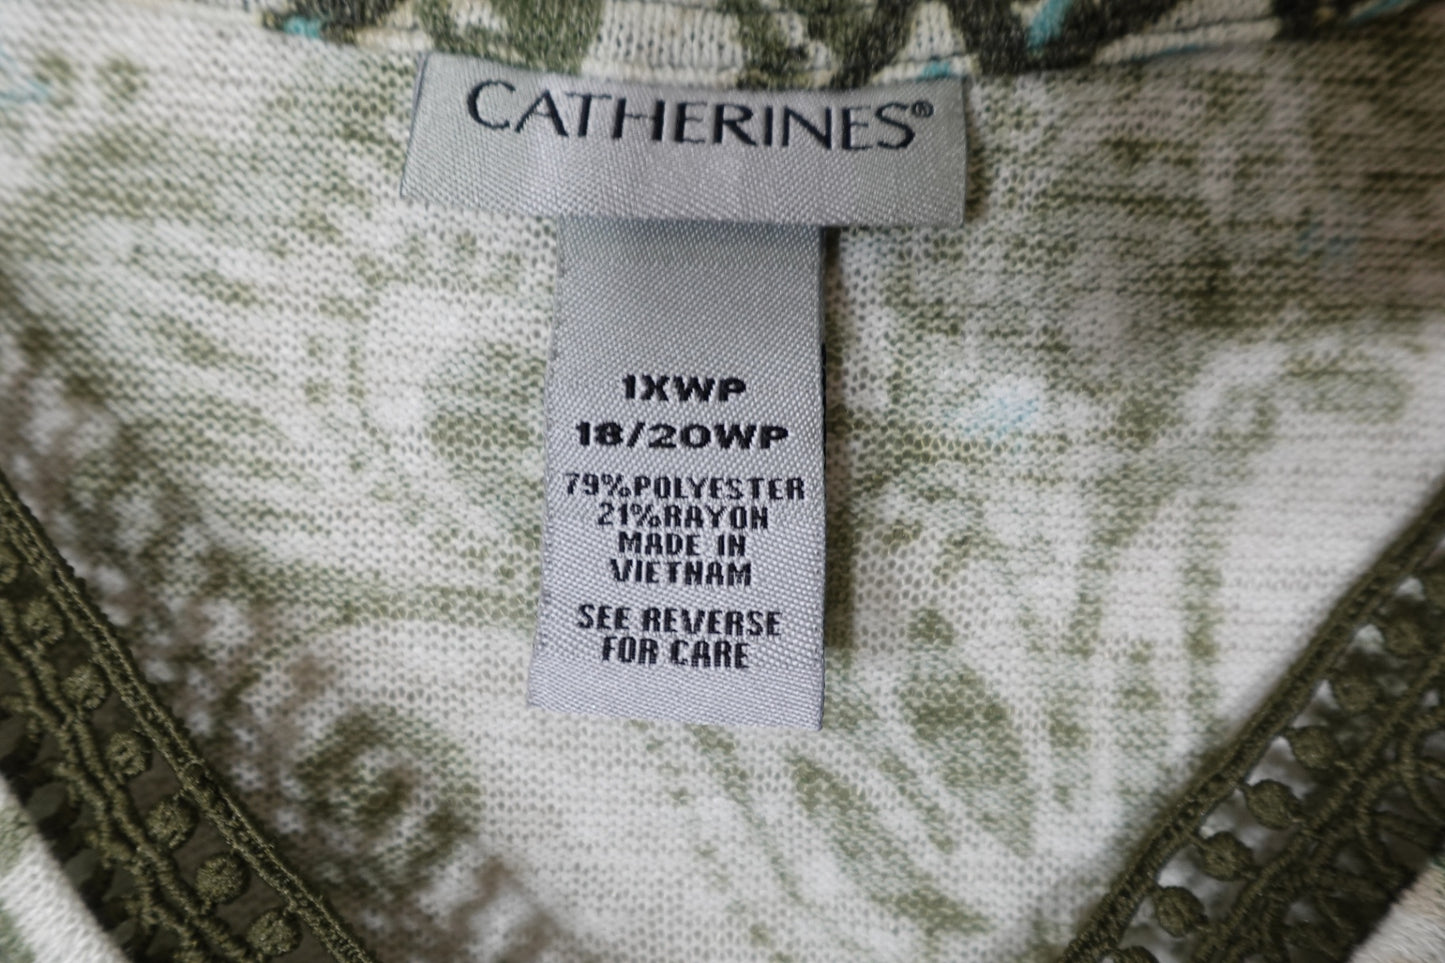 CATHERINES®
1XWP
18/20WP
79%POLYESTER
21%RAYON
MADE IN
VIETNAM
SEE REVERSE
FOR CARE